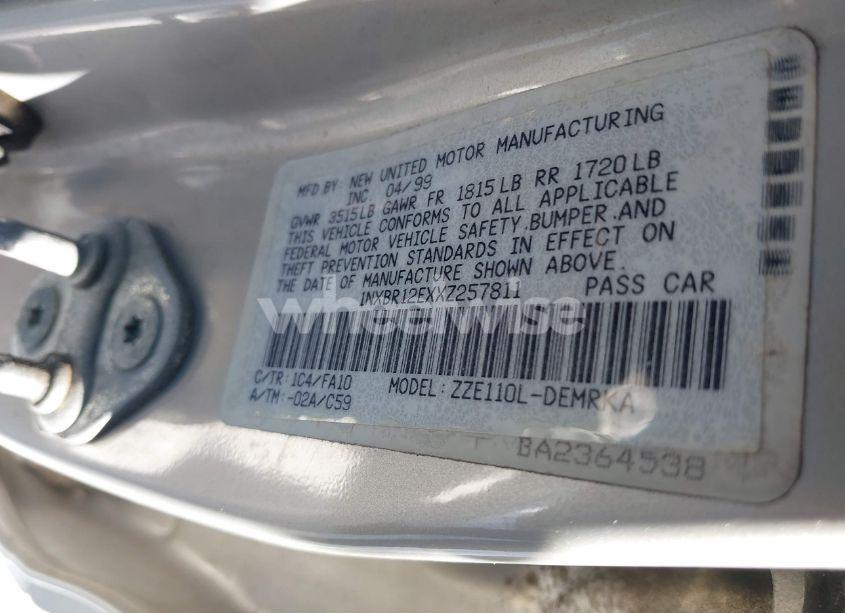 MFD BY: NEW UNITED MOTOR MANUFACTURING
INC 04/99
GVWR 3515LB GAWR FR 1815LB RR 1720LB
THIS VEHICLE CONFORMS TO ALL APPLICABLE
FEDERAL MOTOR VEHICLE SAFETY,BUMPER,AND
THEFT PREVENTION STANDARDS IN EFFECT ON
THE DATE OF MANUFACTURE SHOWN ABOVE.
1NXBR12EXXZ257811 PASS CAR
wheelwise
C/TR: 1C4/FA10 MODEL: ZZE110L-DEMRKA
A/TM: -02A/C59
BA2364538